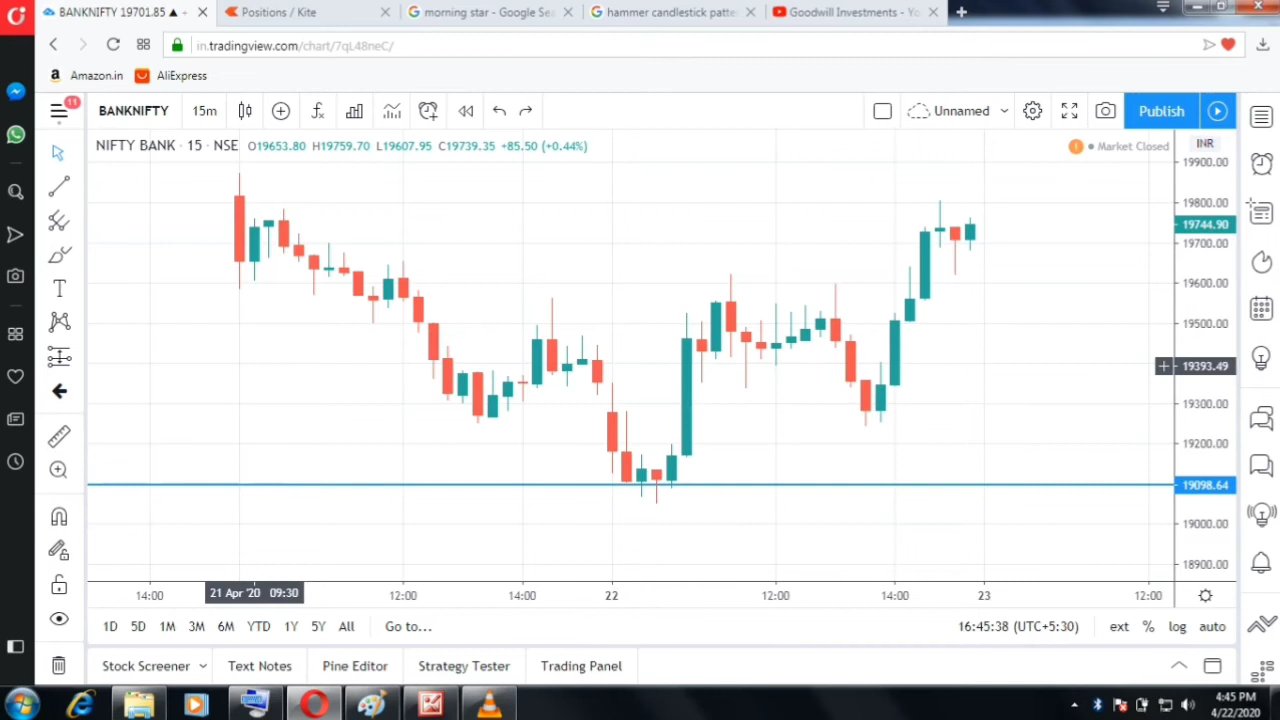 BANKNIFTY 19701.85 ▲
Positions / Kite
morning star - Google Se
hammer candlestick patte
Goodwill Investments - Yo
in.tradingview.com/chart/7qL48neC/
Amazon.in
AliExpress
11
BANKNIFTY
15m
Unnamed
Publish
NIFTY BANK · 15 · NSE O19653.80 H19759.70 L19607.95 C19739.35 +85.50 (+0.44%)
Market Closed
INR
19900.00
19800.00
19744.90
19700.00
19600.00
19500.00
19393.49
19300.00
19200.00
19098.64
19000.00
18900.00
14:00
21 Apr '20 09:30
12:00
14:00
22
12:00
14:00
23
12:00
1D 5D 1M 3M 6M YTD 1Y 5Y All Go to...
16:45:38 (UTC+5:30) ext % log auto
Stock Screener Text Notes Pine Editor Strategy Tester Trading Panel
4:45 PM
4/22/2020